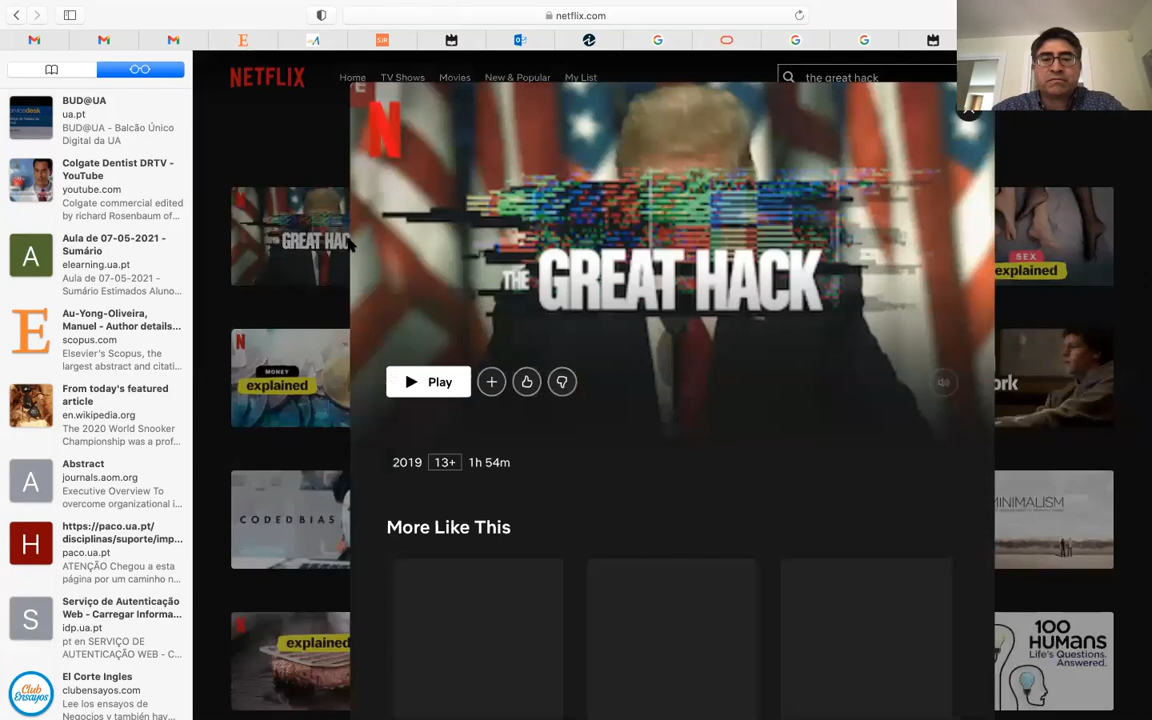 netflix.com
BUD@UA
ua.pt
BUD@UA - Balcão Único
Digital da UA
Colgate Dentist DRTV -
YouTube
youtube.com
Colgate commercial edited
by richard Rosenbaum of...
Aula de 07-05-2021 -
Sumário
elearning.ua.pt
Aula de 07-05-2021 -
Sumário Estimados Aluno...
Au-Yong-Oliveira,
Manuel - Author details...
scopus.com
Elsevier's Scopus, the
largest abstract and citati...
From today's featured
article
en.wikipedia.org
The 2020 World Snooker
Championship was a prof...
Abstract
journals.aom.org
Executive Overview To
overcome organizational i...
https://paco.ua.pt/
disciplinas/suporte/imp...
paco.ua.pt
ATENÇÃO Chegou a esta
página por um caminho n...
Serviço de Autenticação
Web - Carregar Informa...
idp.ua.pt
pt en SERVIÇO DE
AUTENTICAÇÃO WEB - C...
El Corte Ingles
clubensayos.com
Lee los ensayos de
Negocios y también hay...
NETFLIX
Home TV Shows Movies New & Popular My List
the great hack
THE GREAT HACK
Play
2019 13+ 1h 54m
More Like This
GREAT HAC
MONEY
explained
CODED BIAS
explained
SEX
explained
ork
MINIMALISM
100
HUMANS
Life's Questions.
Answered.